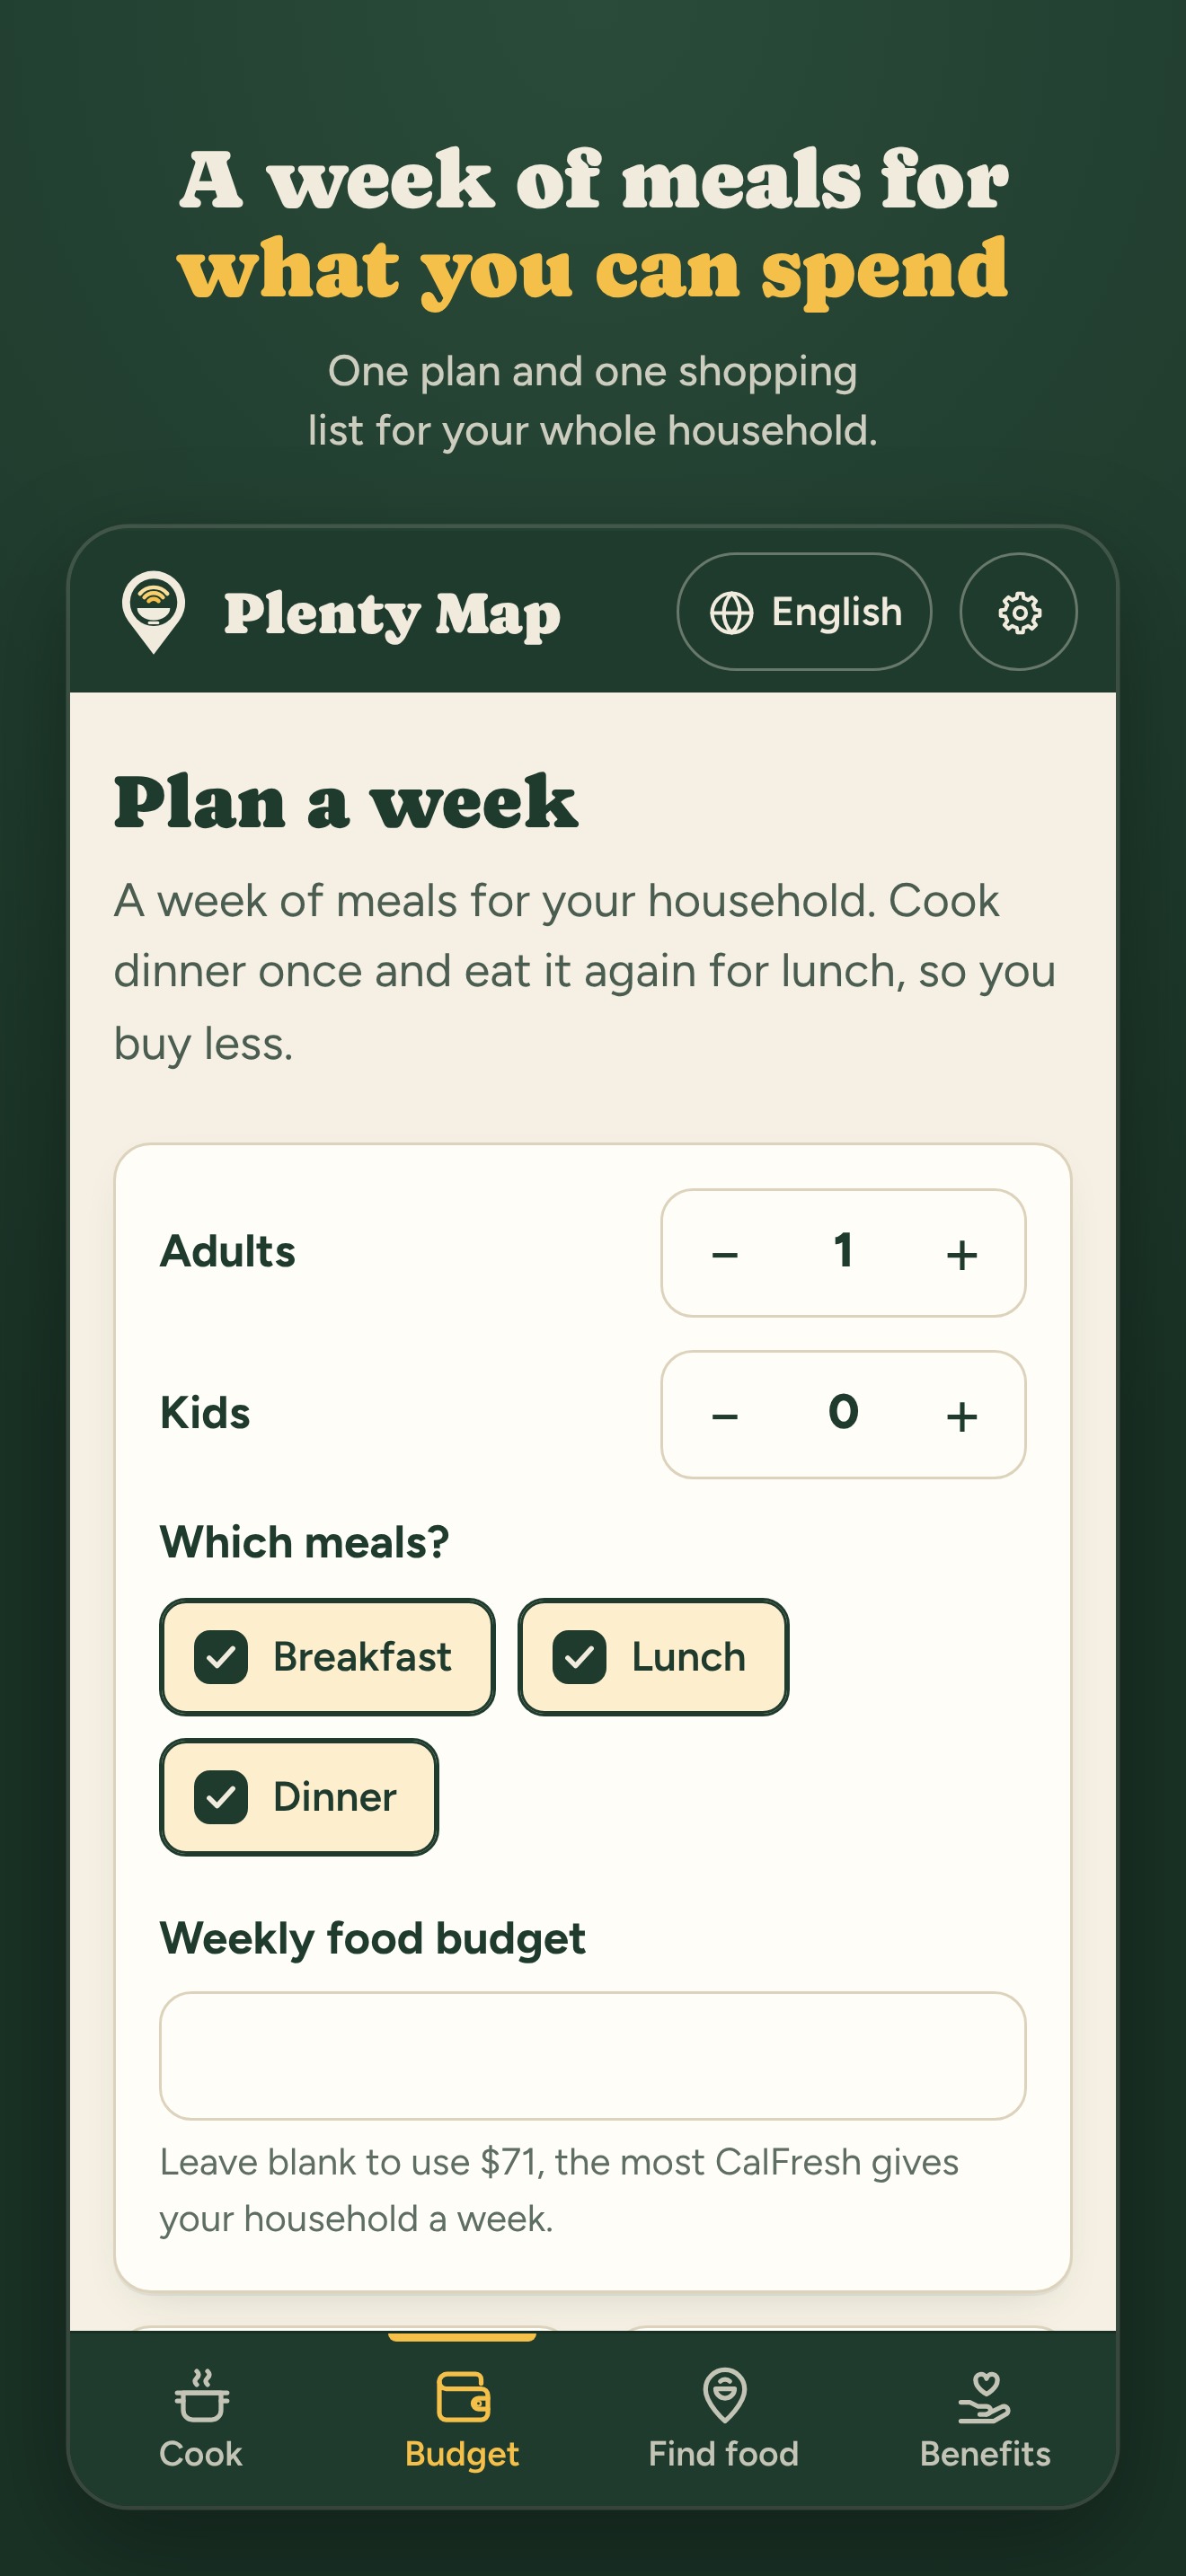 A week of meals for
what you can spend
One plan and one shopping
list for your whole household.
Plenty Map
English
Plan a week
A week of meals for your household. Cook
dinner once and eat it again for lunch, so you
buy less.
Adults
− 1 +
Kids
− 0 +
Which meals?
Breakfast
Lunch
Dinner
Weekly food budget
Leave blank to use $71, the most CalFresh gives
your household a week.
Cook
Budget
Find food
Benefits